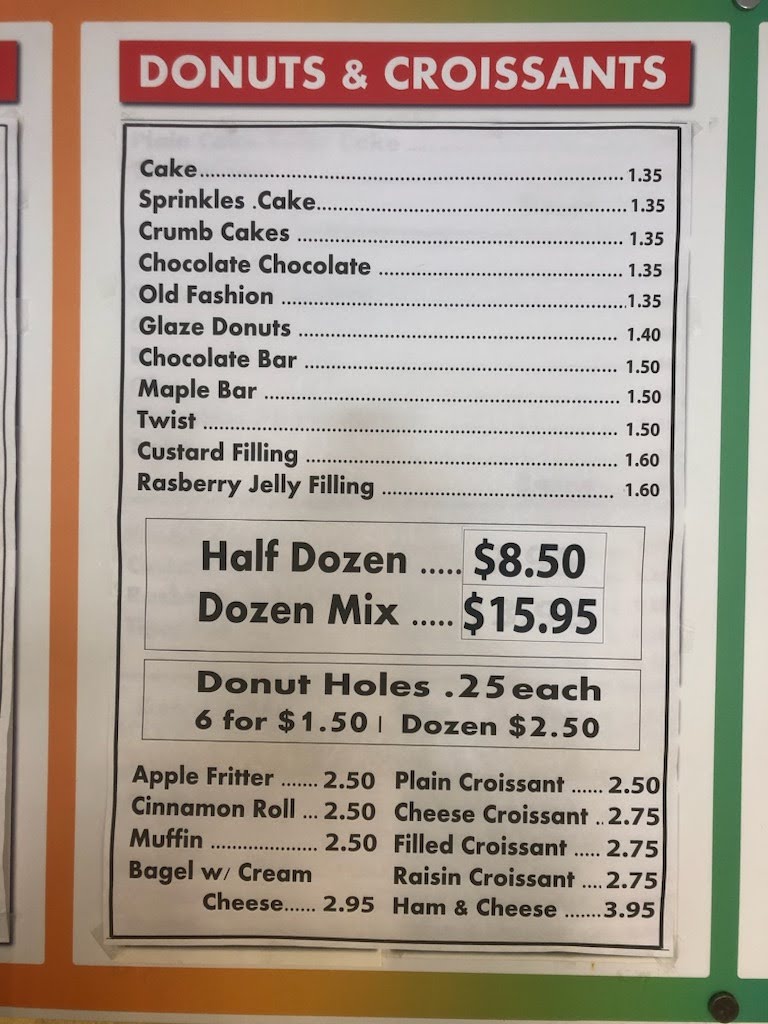 DONUTS & CROISSANTS
Cake.......................................................................... 1.35
Sprinkles .Cake...................................................... 1.35
Crumb Cakes ......................................................... 1.35
Chocolate Chocolate .......................................... 1.35
Old Fashion ............................................................1.35
Glaze Donuts ....................................................... 1.40
Chocolate Bar ...................................................... 1.50
Maple Bar .............................................................. 1.50
Twist ........................................................................ 1.50
Custard Filling ...................................................... 1.60
Rasberry Jelly Filling ........................................ 1.60
Half Dozen ..... $8.50
Dozen Mix ..... $15.95
Donut Holes .25 each
6 for $1.50 | Dozen $2.50
Apple Fritter ....... 2.50
Cinnamon Roll ... 2.50
Muffin .................... 2.50
Bagel w/ Cream
Cheese...... 2.95
Plain Croissant ...... 2.50
Cheese Croissant ..2.75
Filled Croissant ..... 2.75
Raisin Croissant ....2.75
Ham & Cheese .......3.95